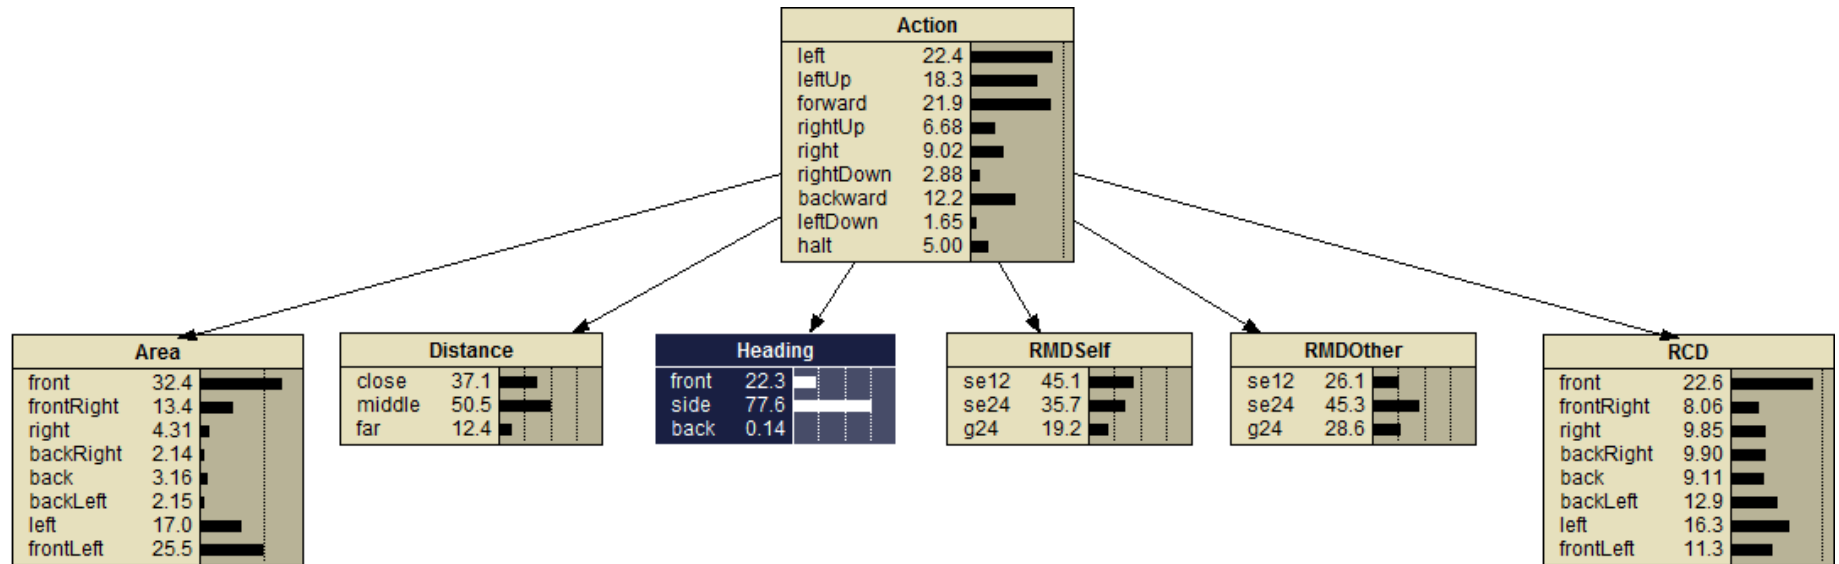 Action
left 22.4
leftUp 18.3
forward 21.9
rightUp 6.68
right 9.02
rightDown 2.88
backward 12.2
leftDown 1.65
halt 5.00
Area
front 32.4
frontRight 13.4
right 4.31
backRight 2.14
back 3.16
backLeft 2.15
left 17.0
frontLeft 25.5
Distance
close 37.1
middle 50.5
far 12.4
Heading
front 22.3
side 77.6
back 0.14
RMDSelf
se12 45.1
se24 35.7
g24 19.2
RMDOther
se12 26.1
se24 45.3
g24 28.6
RCD
front 22.6
frontRight 8.06
right 9.85
backRight 9.90
back 9.11
backLeft 12.9
left 16.3
frontLeft 11.3